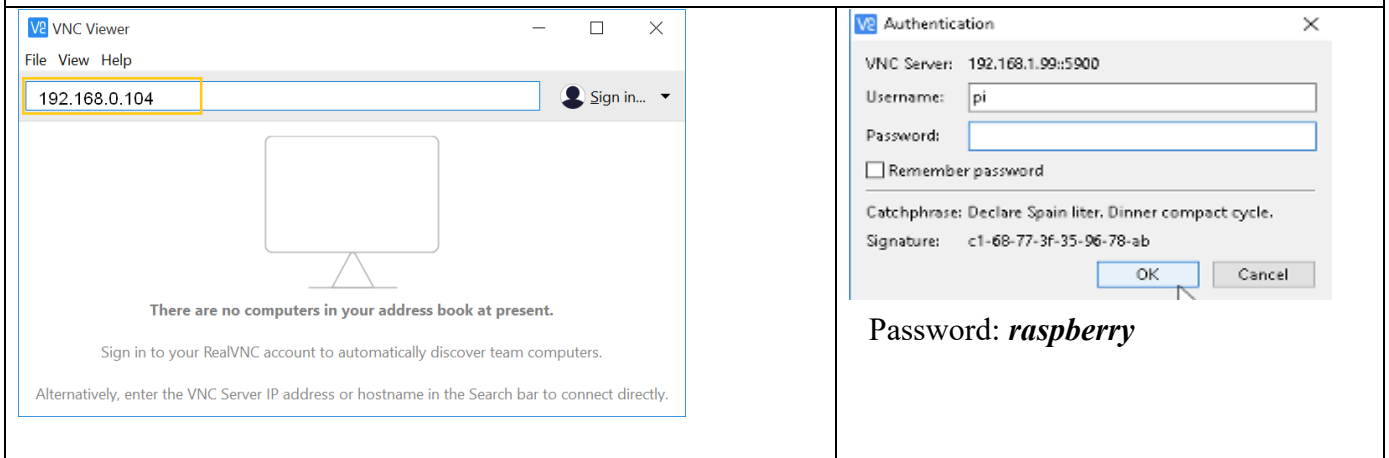 VNC Viewer
File View Help
192.168.0.104
Sign in...
There are no computers in your address book at present.
Sign in to your RealVNC account to automatically discover team computers.
Alternatively, enter the VNC Server IP address or hostname in the Search bar to connect directly.
Authentication
VNC Server: 192.168.1.99::5900
Username: pi
Password:
Remember password
Catchphrase: Declare Spain liter. Dinner compact cycle.
Signature: c1-68-77-3f-35-96-78-ab
OK Cancel
Password: raspberry